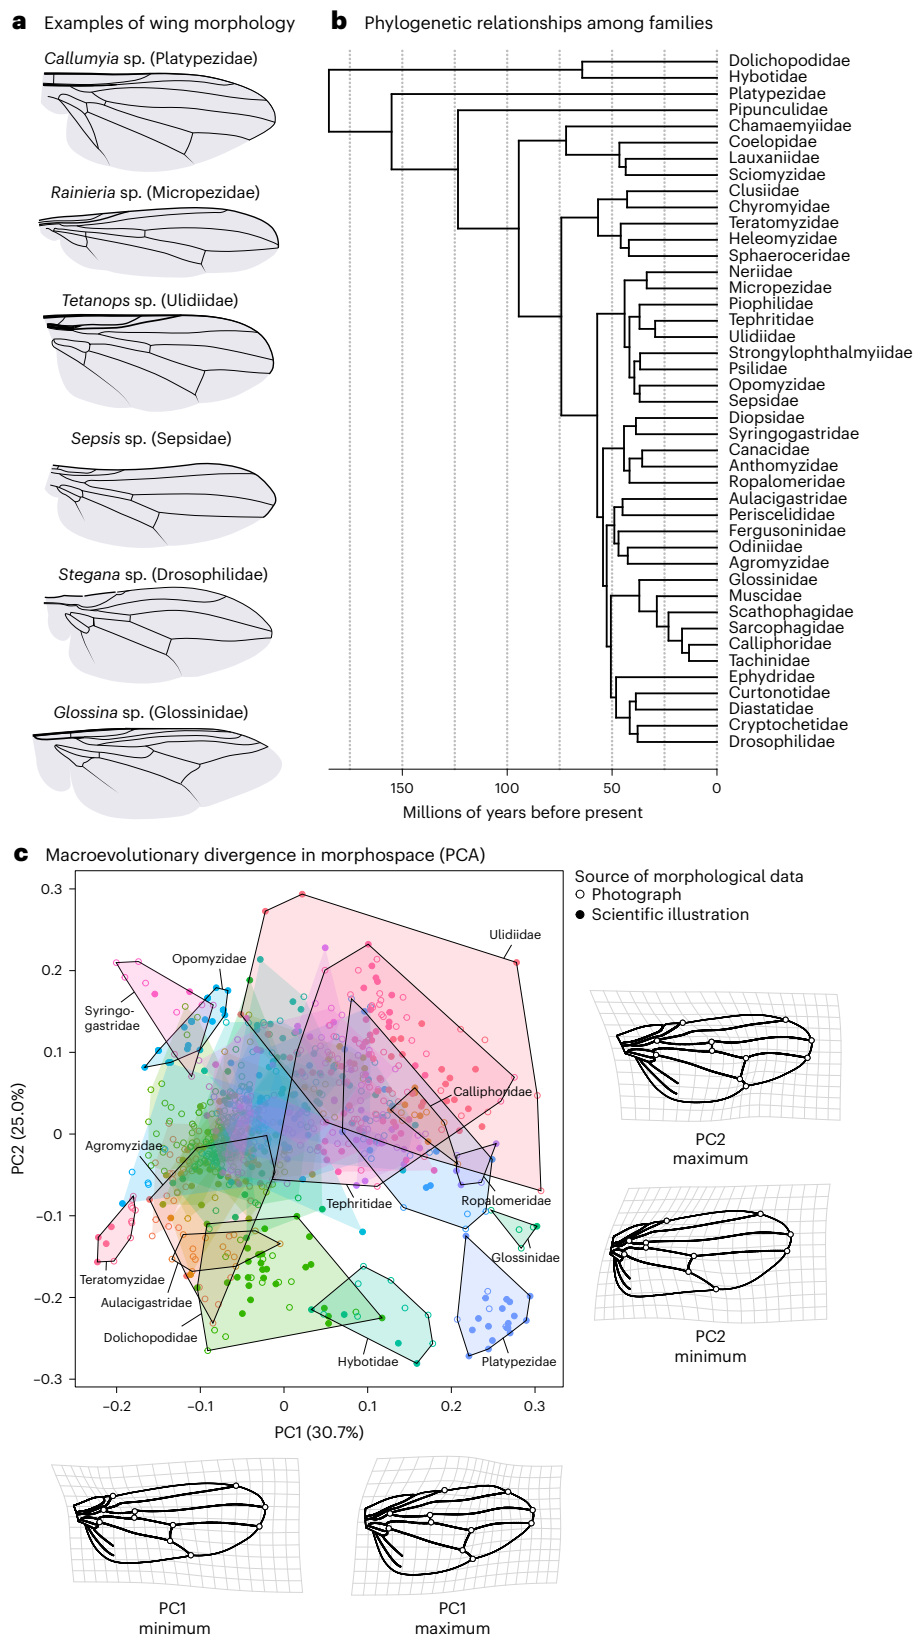 a Examples of wing morphology
Callumyia sp. (Platypezidae)
Rainieria sp. (Micropezidae)
Tetanops sp. (Ulidiidae)
Sepsis sp. (Sepsidae)
Stegana sp. (Drosophilidae)
Glossina sp. (Glossinidae)
b Phylogenetic relationships among families
Dolichopodidae
Hybotidae
Platypezidae
Pipunculidae
Chamaemyiidae
Coelopidae
Lauxaniidae
Sciomyzidae
Clusiidae
Chyromyidae
Teratomyzidae
Heleomyzidae
Sphaeroceridae
Neriidae
Micropezidae
Piophilidae
Tephritidae
Ulidiidae
Strongylophthalmyiidae
Psilidae
Opomyzidae
Sepsidae
Diopsidae
Syringogastridae
Canacidae
Anthomyzidae
Ropalomeridae
Aulacigastridae
Periscelididae
Fergusoninidae
Odiniidae
Agromyzidae
Glossinidae
Muscidae
Scathophagidae
Sarcophagidae
Calliphoridae
Tachinidae
Ephydridae
Curtonotidae
Diastatidae
Cryptochetidae
Drosophilidae
150 100 50 0
Millions of years before present
c Macroevolutionary divergence in morphospace (PCA)
Source of morphological data
Photograph
Scientific illustration
0.3
0.2
0.1
0
−0.1
−0.2
−0.3
PC2 (25.0%)
Ulidiidae
Opomyzidae
Syringo-
gastridae
Calliphoridae
Agromyzidae
Tephritidae
Ropalomeridae
Glossinidae
Teratomyzidae
Aulacigastridae
Dolichopodidae
Hybotidae
Platypezidae
−0.2 −0.1 0 0.1 0.2 0.3
PC1 (30.7%)
PC2
maximum
PC2
minimum
PC1
minimum
PC1
maximum